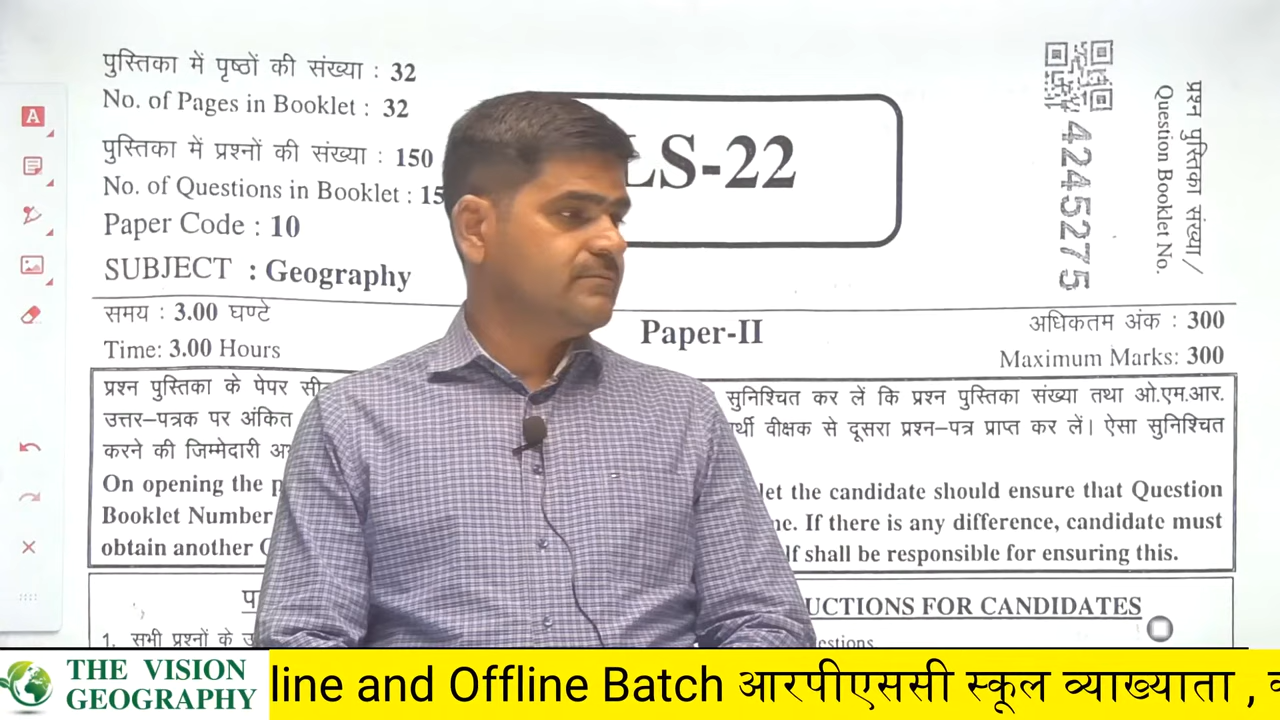 पुस्तिका में पृष्ठों की संख्या : 32
No. of Pages in Booklet : 32
पुस्तिका में प्रश्नों की संख्या : 150
No. of Questions in Booklet : 15
Paper Code : 10
SUBJECT : Geography
LS-22
प्रश्न पुस्तिका संख्या /
Question Booklet No.
4245275
समय : 3.00 घण्टे
Time: 3.00 Hours
Paper-II
अधिकतम अंक : 300
Maximum Marks: 300
प्रश्न पुस्तिका के पेपर सुनिश्चित कर लें कि प्रश्न पुस्तिका संख्या तथा ओ.एम.आर.
उत्तर-पत्रक पर अंकित वीक्षक से दूसरा प्रश्न-पत्र प्राप्त कर लें। ऐसा सुनिश्चित
करने की जिम्मेदारी
On opening the let the candidate should ensure that Question
Booklet Number If there is any difference, candidate must
obtain another shall be responsible for ensuring this.
UCTIONS FOR CANDIDATES
1. सभी प्रश्नों के
estions
THE VISION
GEOGRAPHY
line and Offline Batch आरपीएससी स्कूल व्याख्याता ,